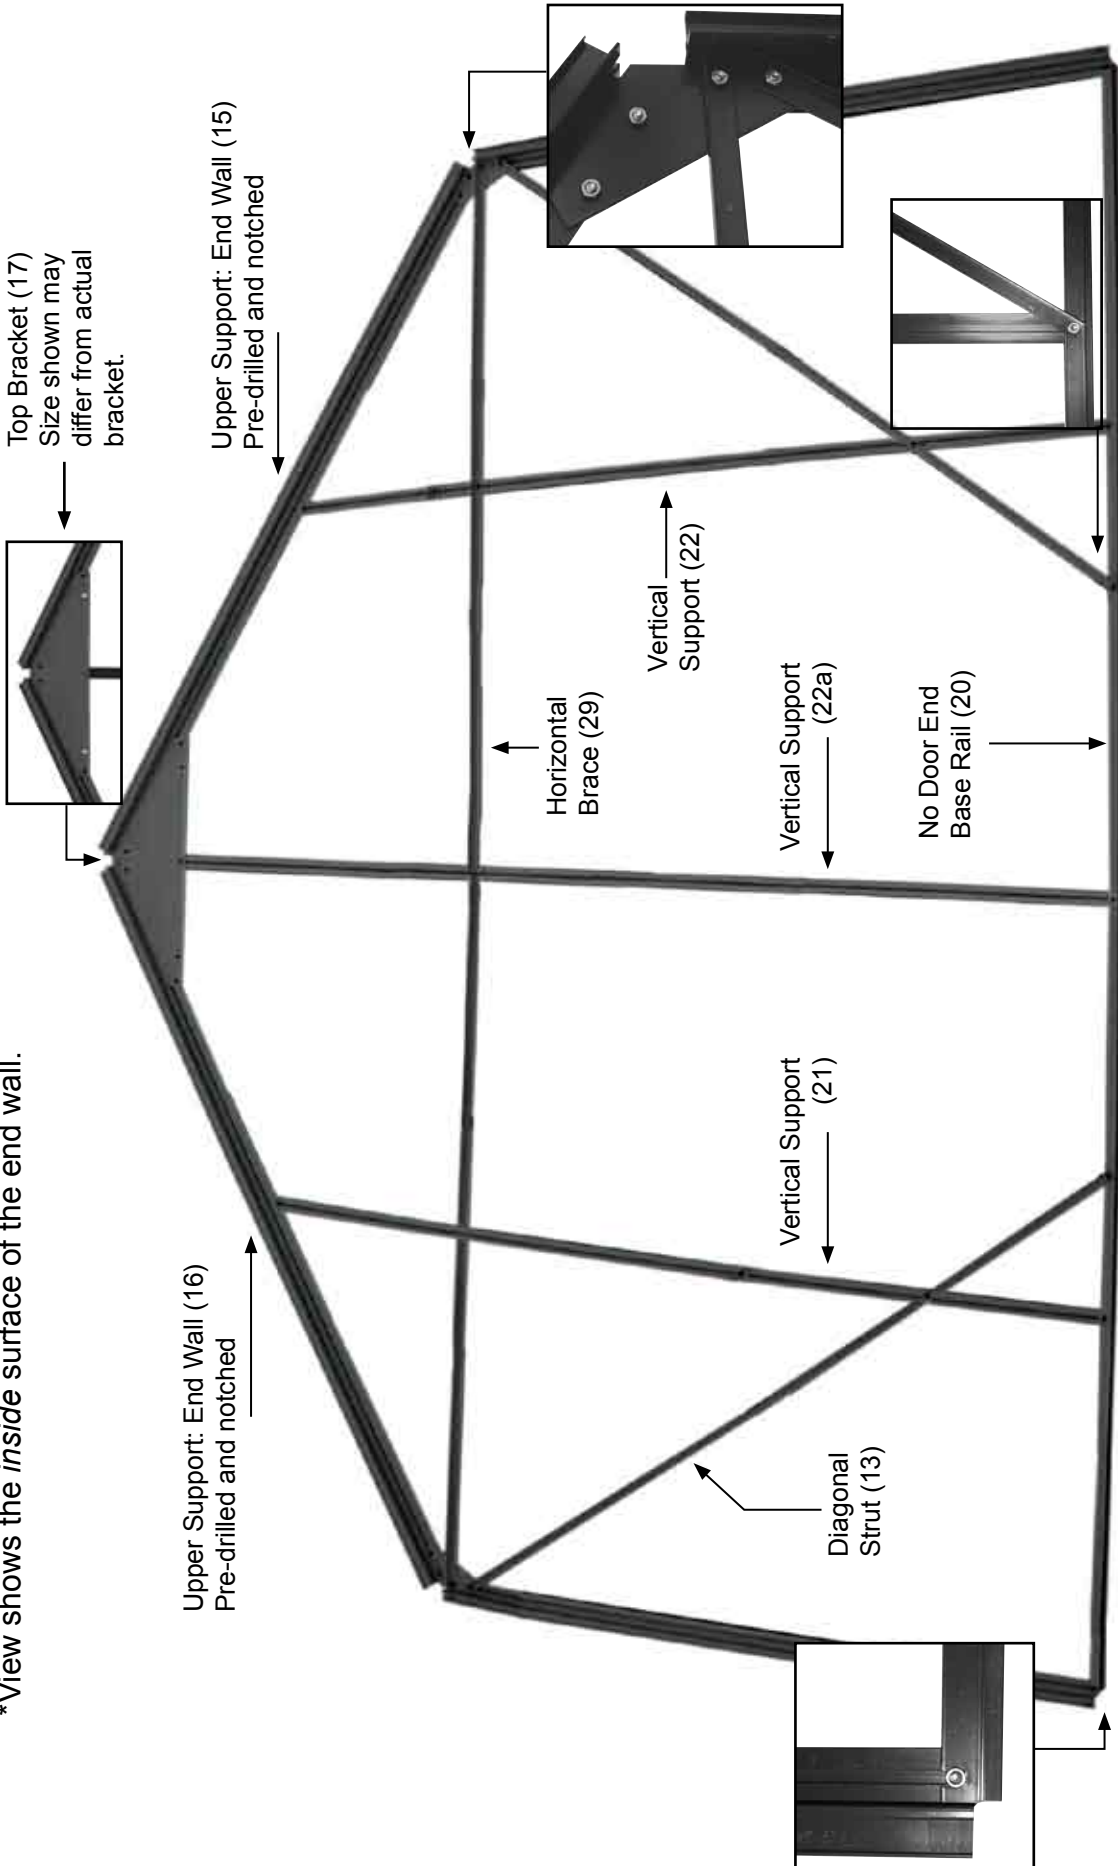 *View shows the inside surface of the end wall.
Top Bracket (17)
Size shown may
differ from actual
bracket.
Upper Support: End Wall (16)
Pre-drilled and notched
Upper Support: End Wall (15)
Pre-drilled and notched
Horizontal
Brace (29)
Vertical
Support (22)
Diagonal
Strut (13)
Vertical Support
(21)
Vertical Support
(22a)
No Door End
Base Rail (20)